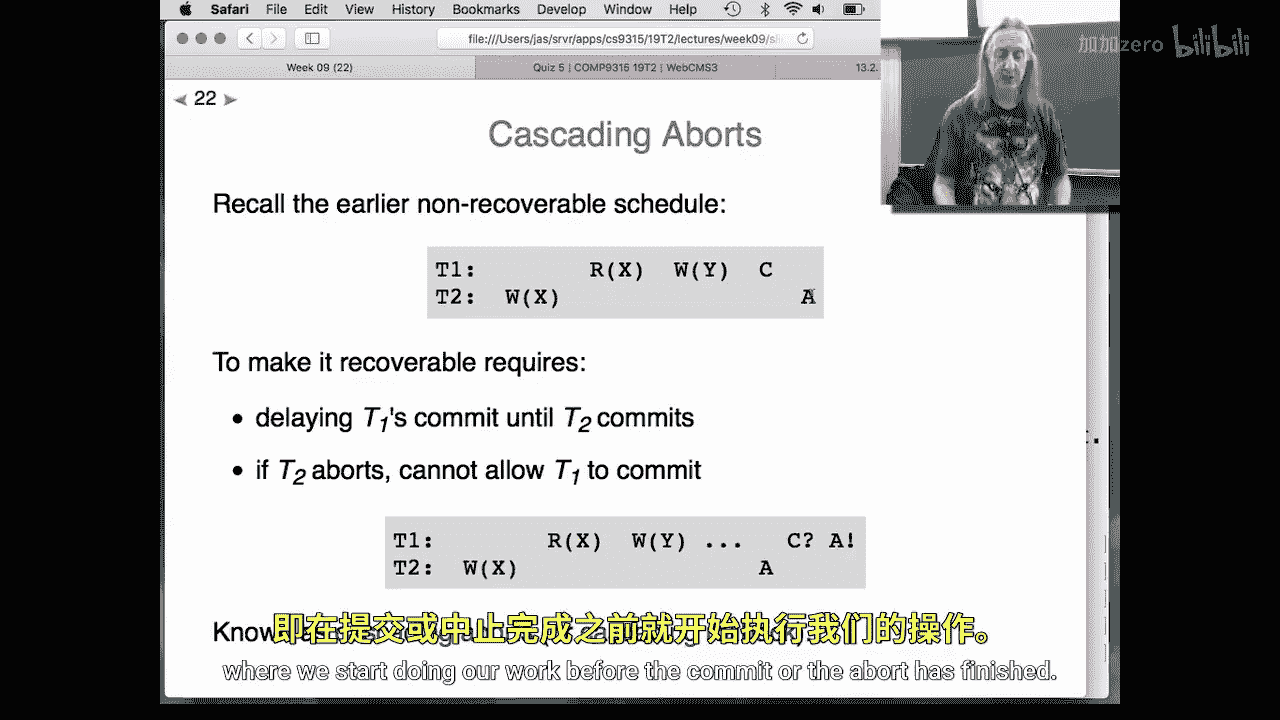 Safari File Edit View History Bookmarks Develop Window Help
file:///Users/jas/srvr/apps/cs9315/19T2/lectures/week09/
Week 09 (22)
Quiz 5 | COMP9315 19T2 | WebCMS3
13.2.
加加zero bilibili
22
Cascading Aborts
Recall the earlier non-recoverable schedule:
T1: R(X) W(Y) C
T2: W(X) A
To make it recoverable requires:
• delaying T1's commit until T2 commits
• if T2 aborts, cannot allow T1 to commit
T1: R(X) W(Y) ... C? A!
T2: W(X) A
即在提交或中止完成之前就开始执行我们的操作。
where we start doing our work before the commit or the abort has finished.